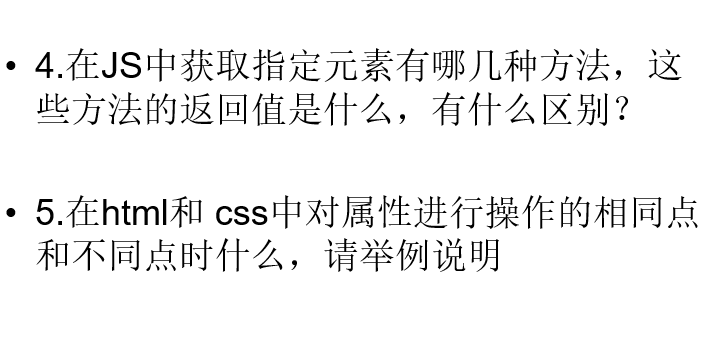 • 4.在JS中获取指定元素有哪几种方法，这
些方法的返回值是什么，有什么区别？
• 5.在html和 css中对属性进行操作的相同点
和不同点时什么，请举例说明